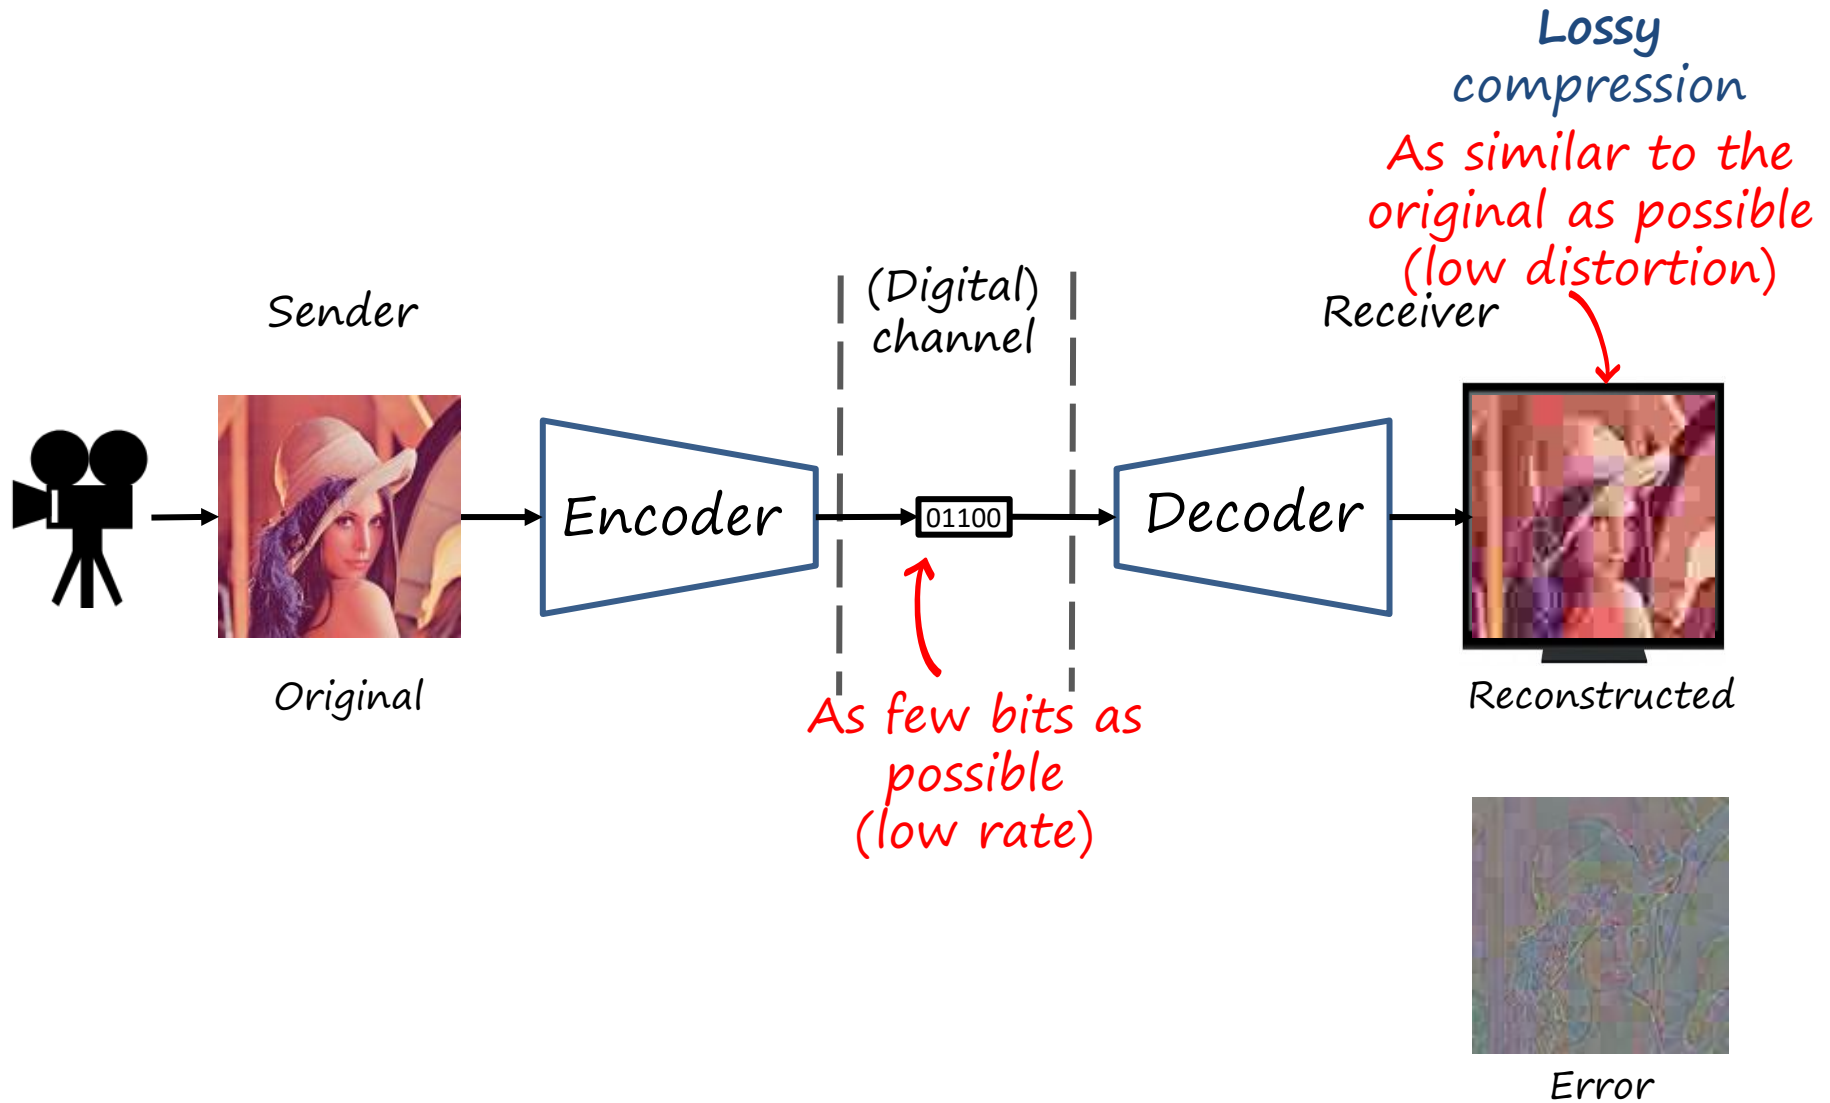 Lossy
compression
As similar to the
original as possible
(low distortion)
Sender
(Digital)
channel
Receiver
Encoder
01100
Decoder
Original
As few bits as
possible
(low rate)
Reconstructed
Error